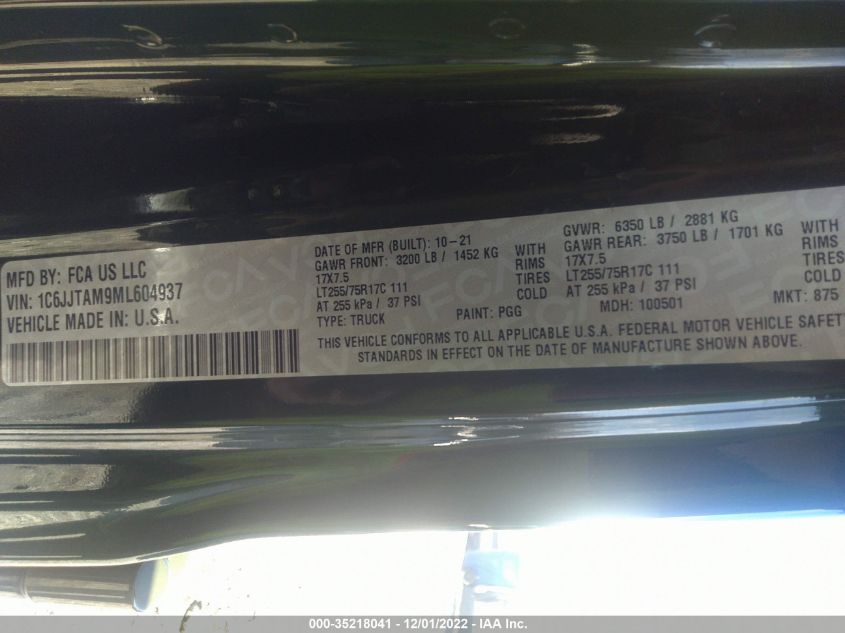 MFD BY: FCA US LLC
VIN: 1C6JJTAM9ML604937
VEHICLE MADE IN: U.S.A.
DATE OF MFR (BUILT): 10-21
GAWR FRONT: 3200 LB / 1452 KG WITH
17X7.5 RIMS
LT255/75R17C 111 TIRES
AT 255 kPa / 37 PSI COLD
TYPE: TRUCK PAINT: PGG
GVWR: 6350 LB / 2881 KG
GAWR REAR: 3750 LB / 1701 KG WITH
17X7.5 RIMS
LT255/75R17C 111 TIRES
AT 255 kPa / 37 PSI COLD
MDH: 100501 MKT: 875
THIS VEHICLE CONFORMS TO ALL APPLICABLE U.S.A. FEDERAL MOTOR VEHICLE SAFETY
STANDARDS IN EFFECT ON THE DATE OF MANUFACTURE SHOWN ABOVE.
000-35218041 - 12/01/2022 - IAA Inc.